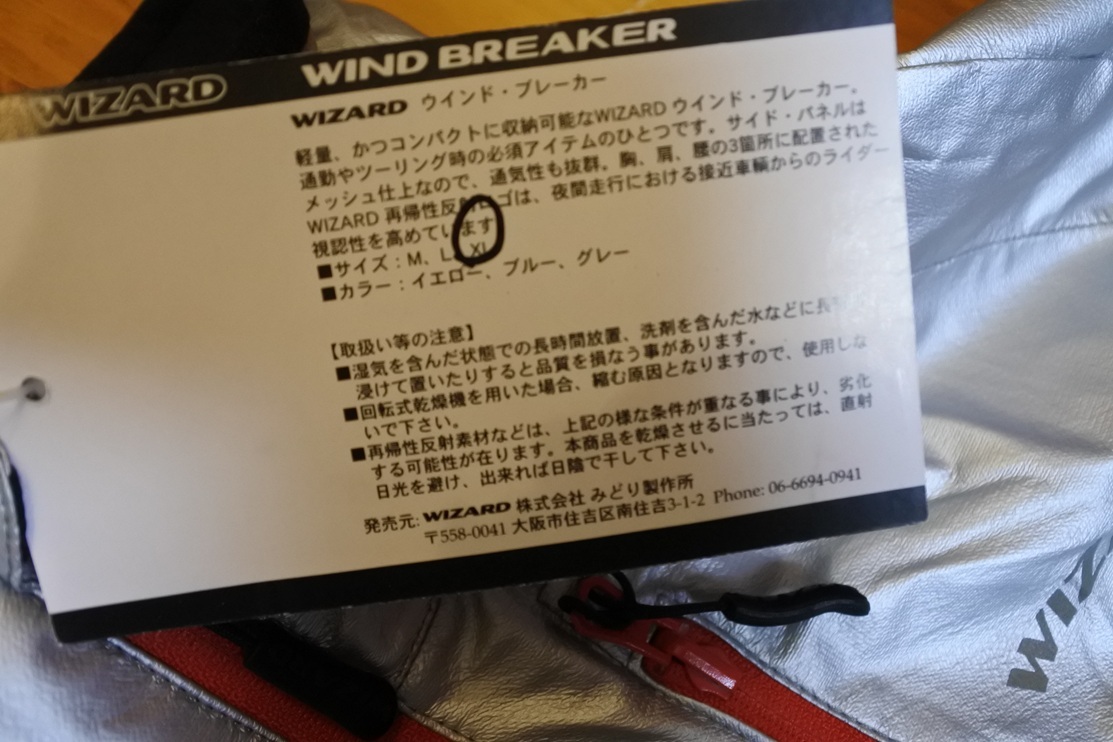 WIZARD WIND BREAKER
WIZARD ウインド・ブレーカー
軽量、かつコンパクトに収納可能なWIZARD ウインド・ブレーカー。
通勤やツーリング時の必須アイテムのひとつです。サイド・パネルは
メッシュ仕上なので、通気性も抜群。胸、肩、腰の3箇所に配置された
WIZARD 再帰性反射ロゴは、夜間走行における接近車輌からのライダー
視認性を高めています
■サイズ：M、L、XL
■カラー：イエロー、ブルー、グレー
【取扱い等の注意】
■湿気を含んだ状態での長時間放置、洗剤を含んだ水などに長
浸けて置いたりすると品質を損なう事があります。
■回転式乾燥機を用いた場合、縮む原因となりますので、使用しな
いで下さい。
■再帰性反射素材などは、上記の様な条件が重なる事により、劣化
する可能性が在ります。本商品を乾燥させるに当たっては、直射
日光を避け、出来れば日陰で干して下さい。
発売元: WIZARD 株式会社 みどり製作所
〒558-0041 大阪市住吉区南住吉3-1-2 Phone: 06-6694-0941
WIZ